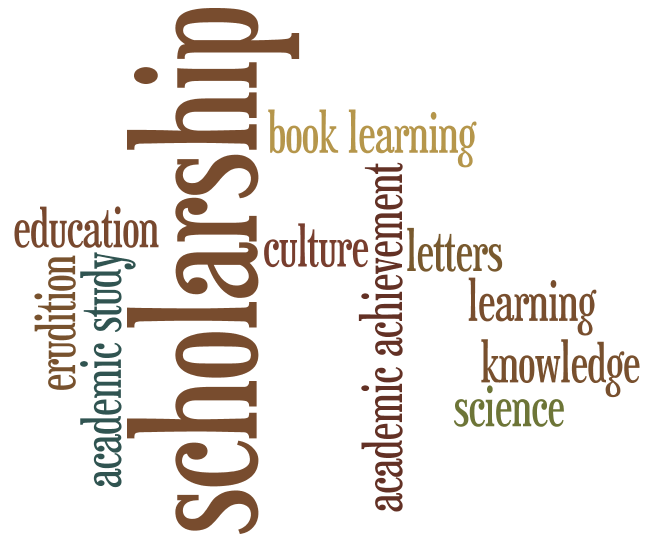 scholarship
book learning
education
culture
academic achievement
letters
erudition
academic study
learning
knowledge
science